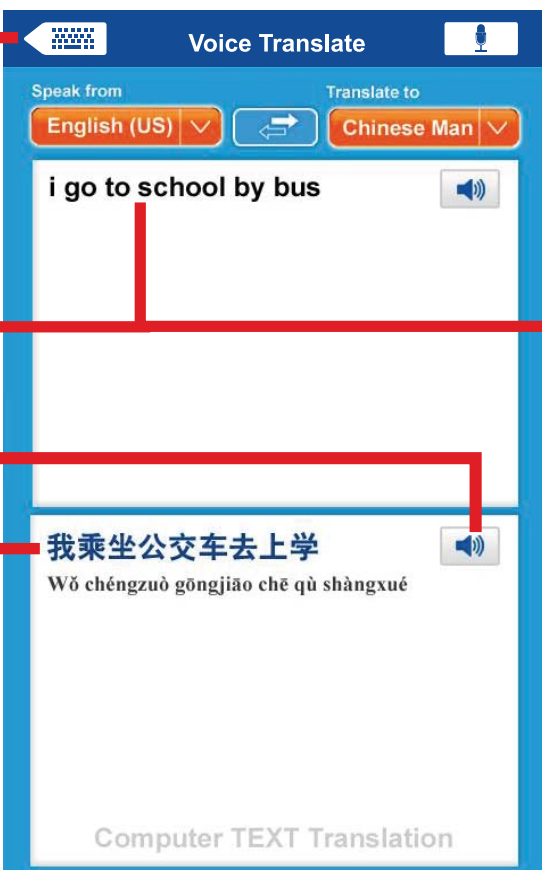 Voice Translate
Speak from
Translate to
English (US)
Chinese Man
i go to school by bus
我乘坐公交车去上学
Wǒ chéngzuò gōngjiāo chē qù shàngxué
Computer TEXT Translation